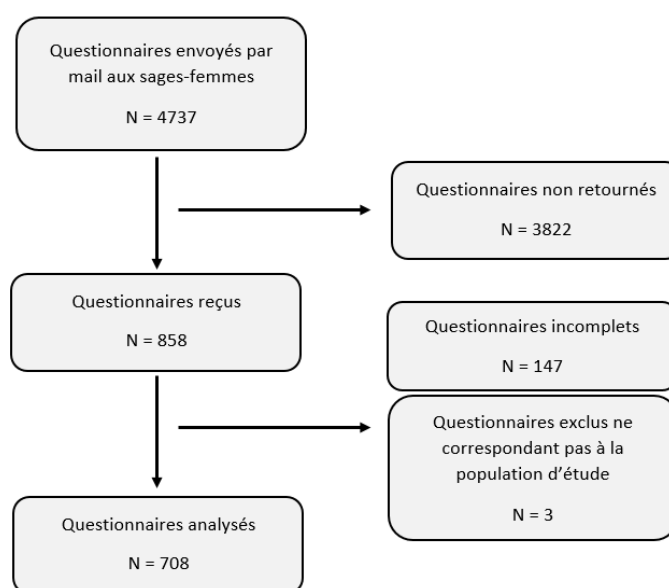 Questionnaires envoyés par
mail aux sages-femmes
N = 4737
Questionnaires non retournés
N = 3822
Questionnaires reçus
N = 858
Questionnaires incomplets
N = 147
Questionnaires exclus ne
correspondant pas à la
population d’étude
N = 3
Questionnaires analysés
N = 708